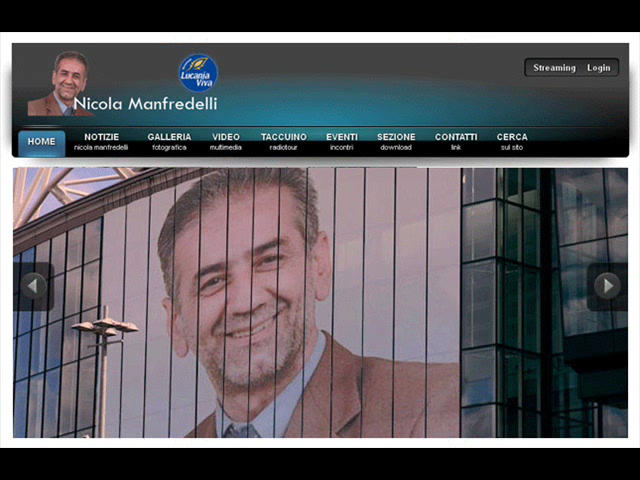 Streaming Login
Lucania
Viva
Nicola Manfredelli
HOME
NOTIZIE GALLERIA VIDEO TACCUINO EVENTI SEZIONE CONTATTI CERCA
nicola manfredelli fotografica multimedia radiotour incontri download link sul sito